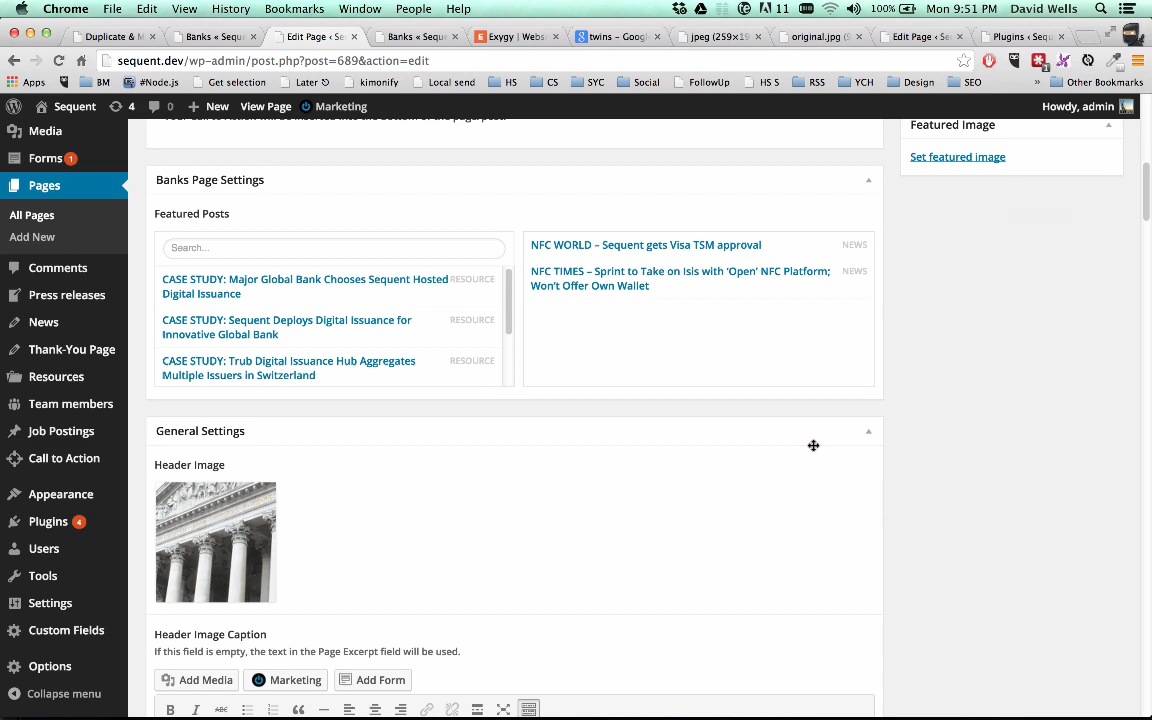 Chrome File Edit View History Bookmarks Window People Help 11 100% Mon 9:51 PM David Wells
Duplicate & M Banks « Sequ Edit Page ‹ Se Banks « Sequ Exygy | Webs twins – Googl jpeg (259×19 original.jpg (5 Edit Page ‹ Se Plugins ‹ Sequ
sequent.dev/wp-admin/post.php?post=689&action=edit
Apps BM #Node.js Get selection Later kimonify Local send HS CS SYC Social FollowUp HS S RSS YCH Design SEO » Other Bookmarks
Sequent 4 0 New View Page Marketing Howdy, admin
Media
Forms 1
Pages
All Pages
Add New
Comments
Press releases
News
Thank-You Page
Resources
Team members
Job Postings
Call to Action
Appearance
Plugins 4
Users
Tools
Settings
Custom Fields
Options
Collapse menu
Banks Page Settings
Featured Posts
Search...
CASE STUDY: Major Global Bank Chooses Sequent Hosted RESOURCE
Digital Issuance
CASE STUDY: Sequent Deploys Digital Issuance for RESOURCE
Innovative Global Bank
CASE STUDY: Trub Digital Issuance Hub Aggregates RESOURCE
Multiple Issuers in Switzerland
NFC WORLD – Sequent gets Visa TSM approval NEWS
NFC TIMES – Sprint to Take on Isis with 'Open' NFC Platform; NEWS
Won't Offer Own Wallet
General Settings
Header Image
Header Image Caption
If this field is empty, the text in the Page Excerpt field will be used.
Add Media Marketing Add Form
B I ABC
Featured Image
Set featured image